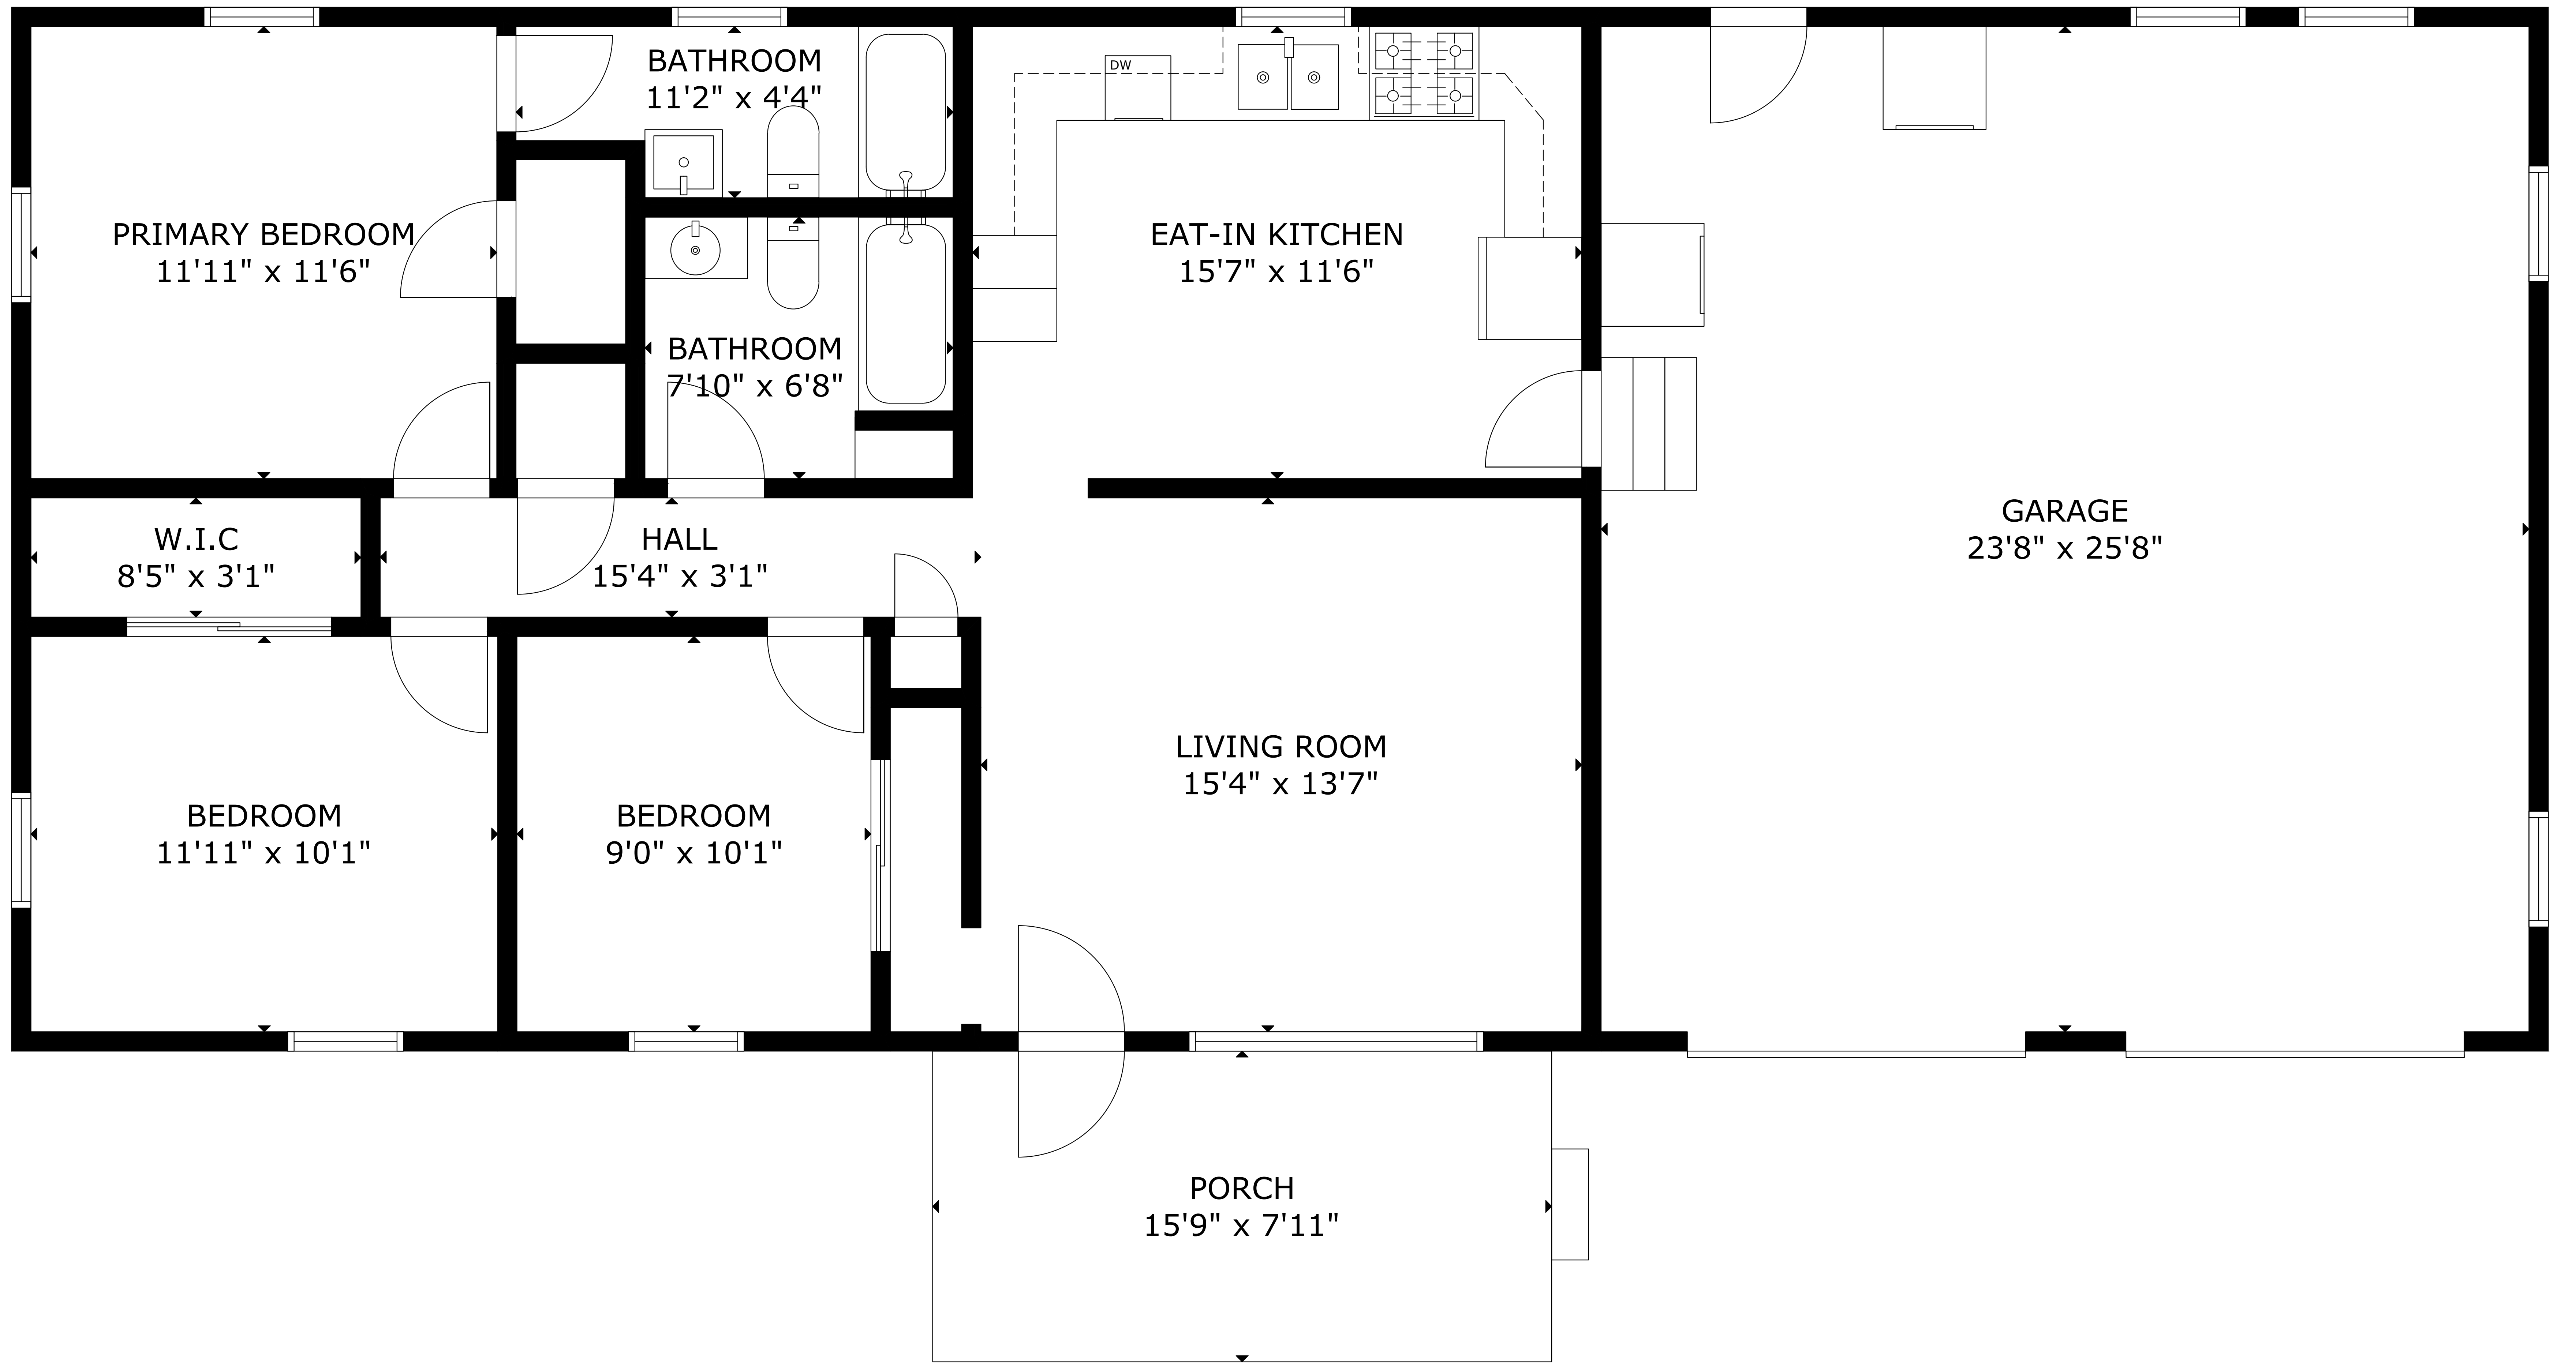 BATHROOM
11'2" x 4'4"
DW
PRIMARY BEDROOM
11'11" x 11'6"
EAT-IN KITCHEN
15'7" x 11'6"
BATHROOM
7'10" x 6'8"
GARAGE
23'8" x 25'8"
W.I.C
8'5" x 3'1"
HALL
15'4" x 3'1"
LIVING ROOM
15'4" x 13'7"
BEDROOM
11'11" x 10'1"
BEDROOM
9'0" x 10'1"
PORCH
15'9" x 7'11"